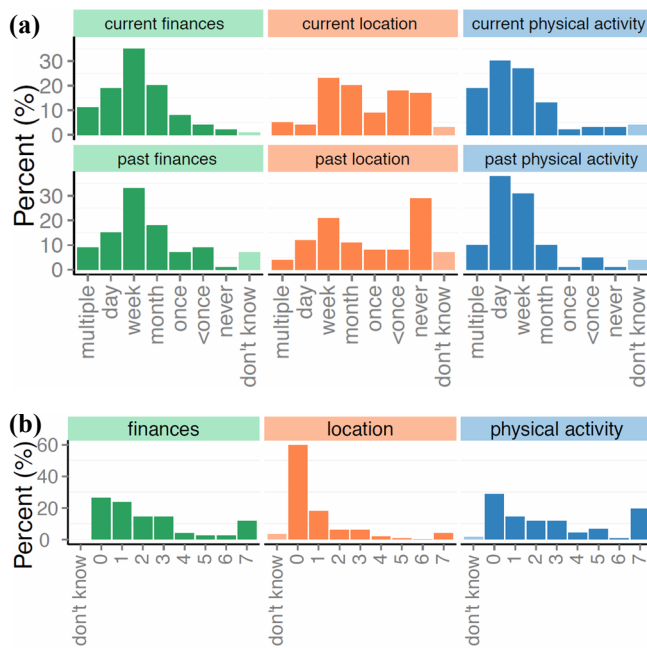 (a)
current finances current location current physical activity
Percent (%)
30
20
10
0
past finances past location past physical activity
30
20
10
0
multiple day week month once <once never don't know multiple day week month once <once never don't know multiple day week month once <once never don't know
(b)
finances location physical activity
Percent (%)
60
40
20
0
don't know 0 1 2 3 4 5 6 7 don't know 0 1 2 3 4 5 6 7 don't know 0 1 2 3 4 5 6 7